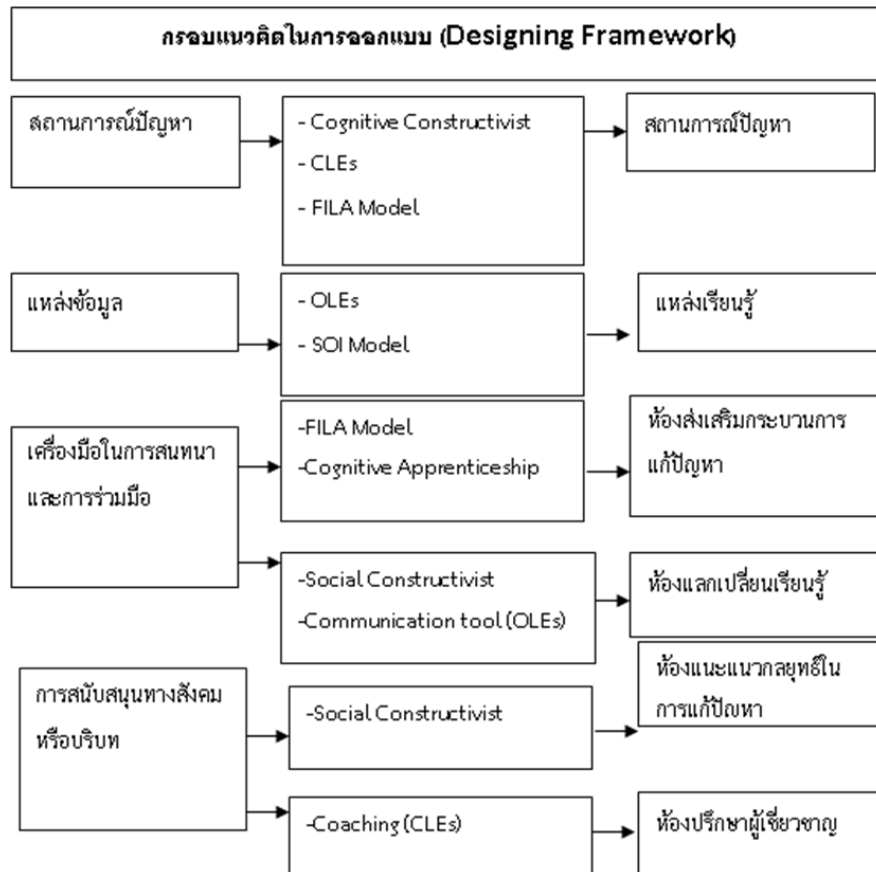 กรอบแนวคิดในการออกแบบ (Designing Framework)
สถานการณ์ปัญหา
- Cognitive Constructivist
- CLEs
- FILA Model
สถานการณ์ปัญหา
แหล่งข้อมูล
- OLEs
- SOI Model
แหล่งเรียนรู้
เครื่องมือในการสนทนา
และการร่วมมือ
-FILA Model
-Cognitive Apprenticeship
ห้องส่งเสริมกระบวนการ
แก้ปัญหา
-Social Constructivist
-Communication tool (OLEs)
ห้องแลกเปลี่ยนเรียนรู้
การสนับสนุนทางสังคม
หรือบริบท
-Social Constructivist
ห้องแนะแนวกลยุทธ์ใน
การแก้ปัญหา
-Coaching (CLEs)
ห้องปรึกษาผู้เชี่ยวชาญ